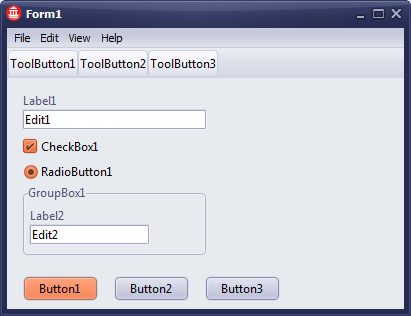 Form1
File Edit View Help
ToolButton1 ToolButton2 ToolButton3
Label1
Edit1
CheckBox1
RadioButton1
GroupBox1
Label2
Edit2
Button1 Button2 Button3